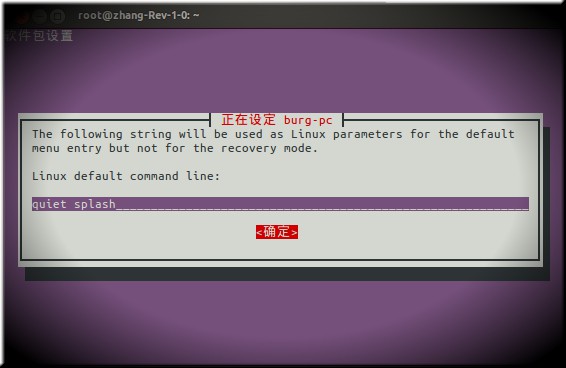 root@zhang-Rev-1-0: ~
软件包设置
正在设定 burg-pc
The following string will be used as Linux parameters for the default
menu entry but not for the recovery mode.
Linux default command line:
quiet splash
<确定>